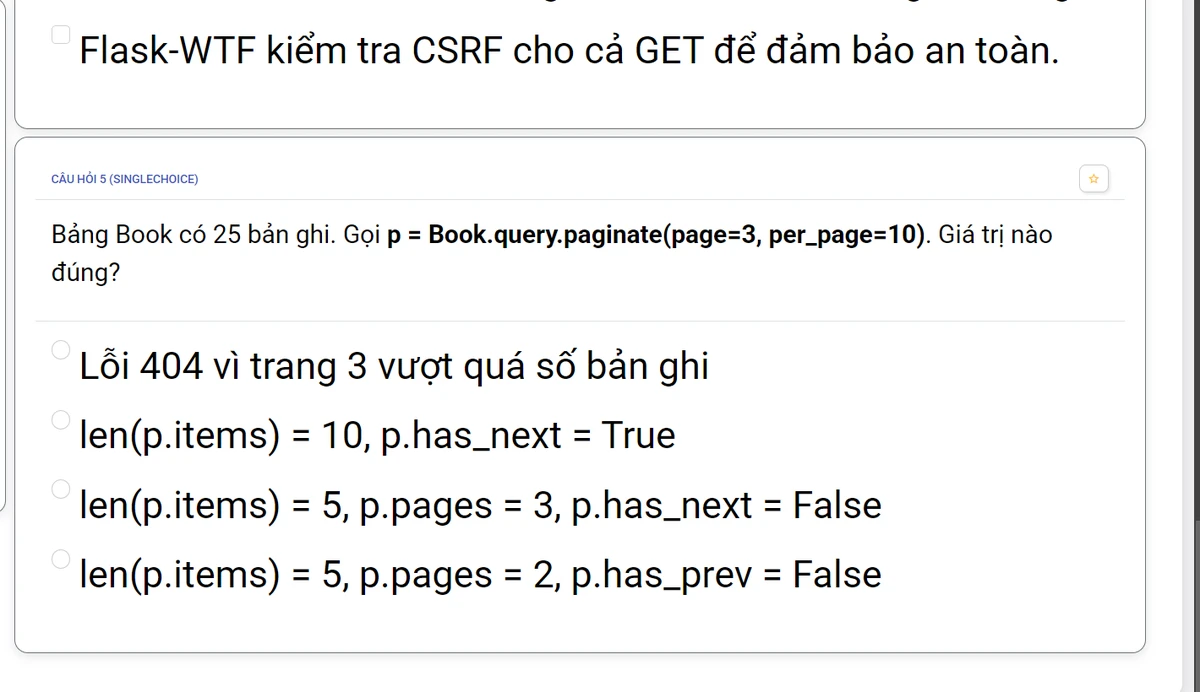 Flask-WTF kiểm tra CSRF cho cả GET để đảm bảo an toàn.
CÂU HỎI 5 (SINGLECHOICE)
Bảng Book có 25 bản ghi. Gọi p = Book.query.paginate(page=3, per_page=10). Giá trị nào
đúng?
Lỗi 404 vì trang 3 vượt quá số bản ghi
len(p.items) = 10, p.has_next = True
len(p.items) = 5, p.pages = 3, p.has_next = False
len(p.items) = 5, p.pages = 2, p.has_prev = False